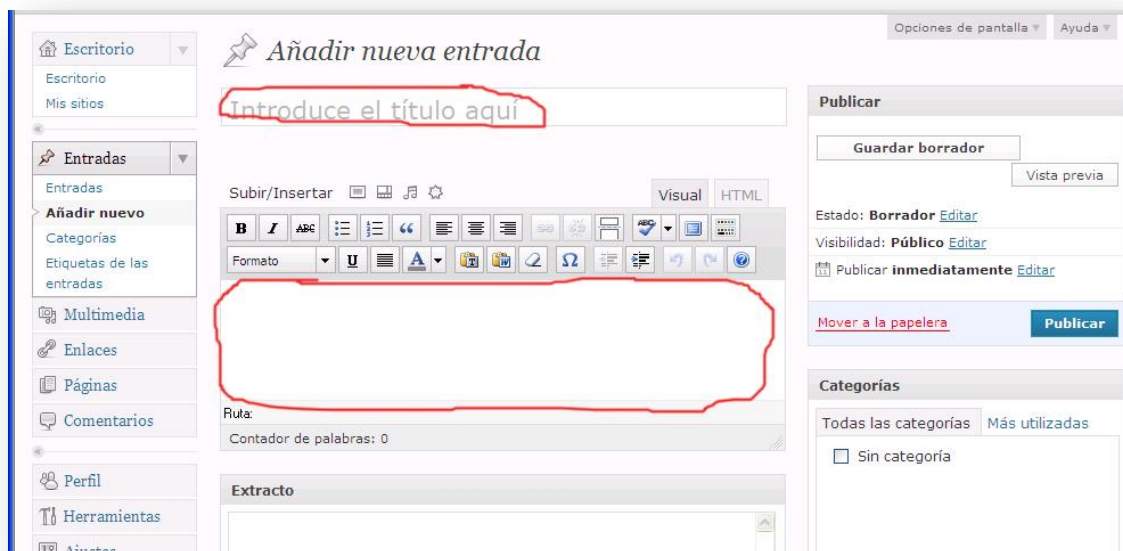 Opciones de pantalla
Ayuda
Escritorio
Escritorio
Mis sitios
Entradas
Entradas
Añadir nuevo
Categorías
Etiquetas de las
entradas
Multimedia
Enlaces
Páginas
Comentarios
Perfil
Herramientas
Ajustes
Añadir nueva entrada
Introduce el título aquí
Subir/Insertar
Visual
HTML
B I ABC
ABC
Formato
U
A
Ω
Ruta:
Contador de palabras: 0
Extracto
Publicar
Guardar borrador
Vista previa
Estado: Borrador Editar
Visibilidad: Público Editar
Publicar inmediatamente Editar
Mover a la papelera
Publicar
Categorías
Todas las categorías
Más utilizadas
Sin categoría